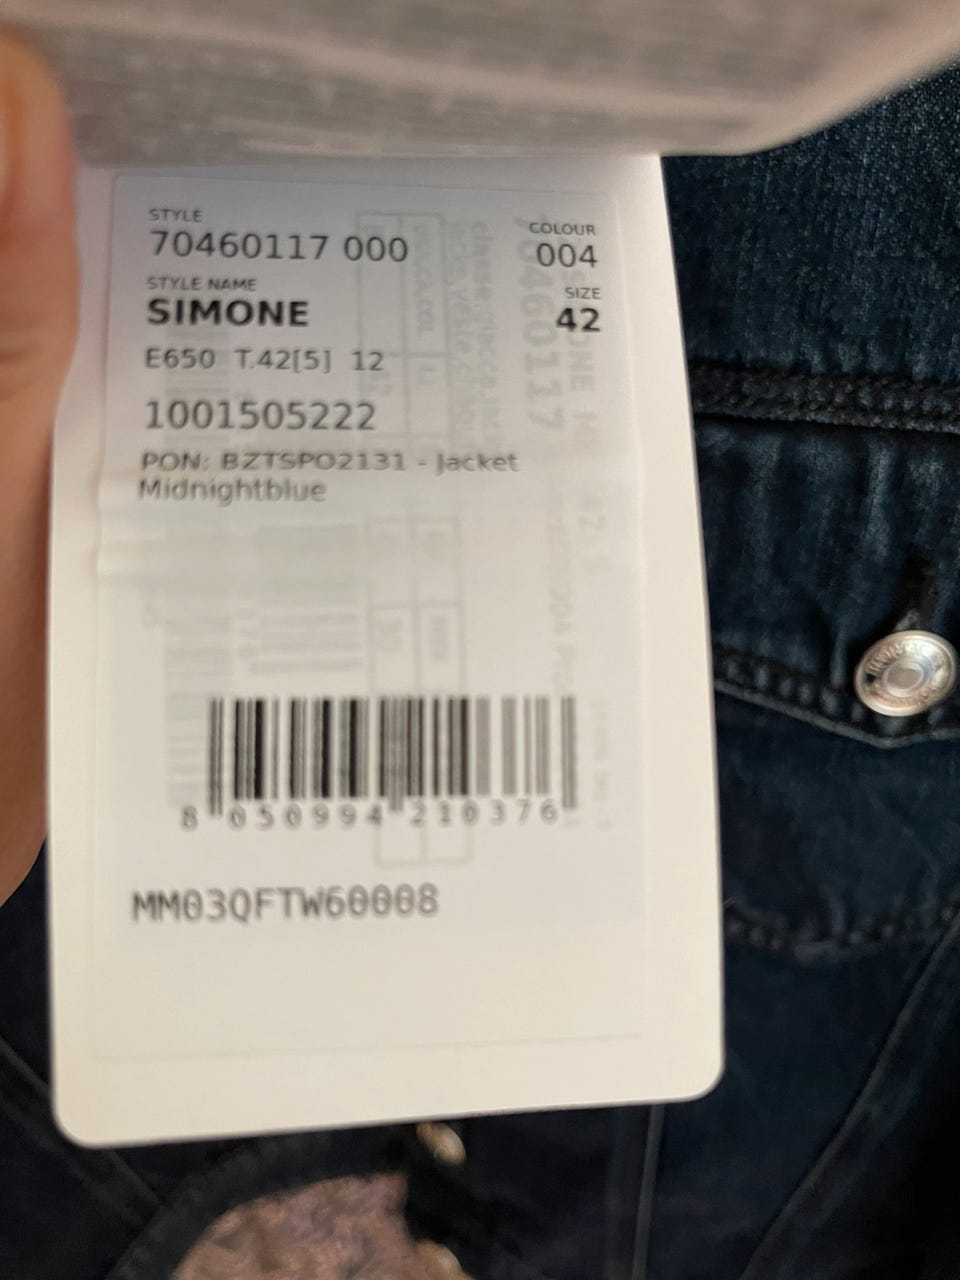 STYLE
70460117 000
COLOUR
004
STYLE NAME
SIMONE
SIZE
42
E650 T.42[5] 12
1001505222
PON: BZTSPO2131 - Jacket
Midnightblue
8 050994 210376
MM03QFTW60008